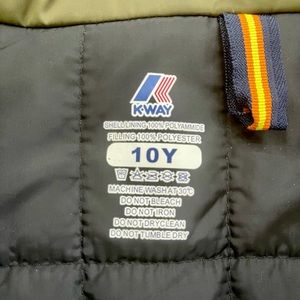 K-WAY
SHELL/LINING 100% POLYAMMIDE
FILLING 100% POLYESTER
10Y
MACHINE WASH AT 30°C
DO NOT BLEACH
DO NOT IRON
DO NOT DRYCLEAN
DO NOT TUMBLE DRY